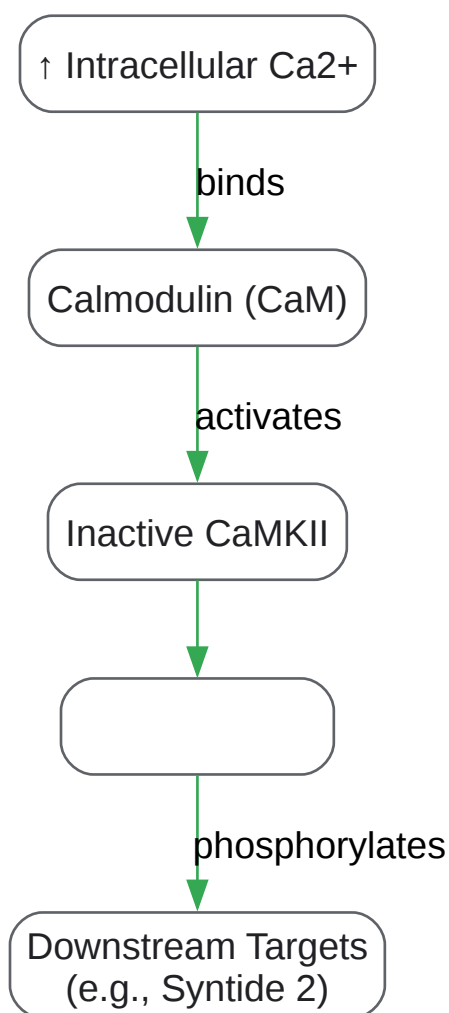 ↑ Intracellular Ca2+
binds
Calmodulin (CaM)
activates
Inactive CaMKII
phosphorylates
Downstream Targets
(e.g., Syntide 2)